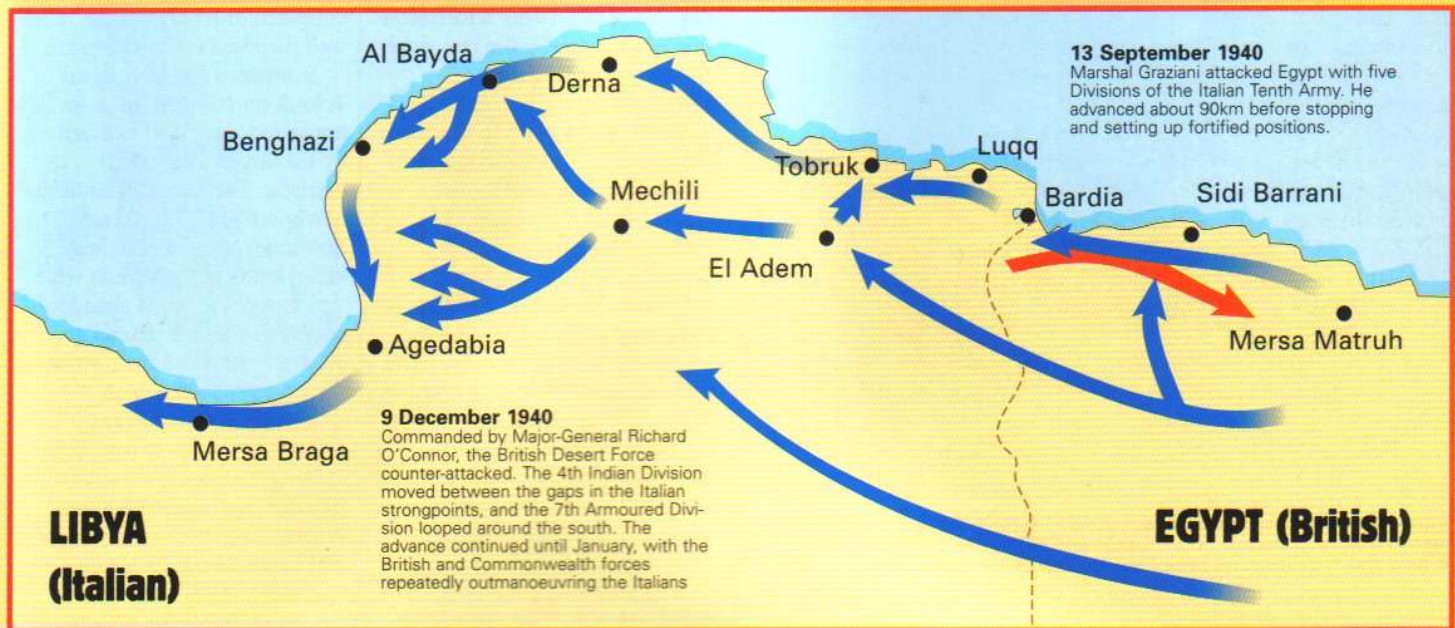 Al Bayda
Derna
Benghazi
Mechili
Tobruk
Luqq
Bardia
Sidi Barrani
El Adem
Mersa Matruh
Agedabia
Mersa Braga
13 September 1940
Marshal Graziani attacked Egypt with five
Divisions of the Italian Tenth Army. He
advanced about 90km before stopping
and setting up fortified positions.
9 December 1940
Commanded by Major-General Richard
O'Connor, the British Desert Force
counter-attacked. The 4th Indian Division
moved between the gaps in the Italian
strongpoints, and the 7th Armoured Divi-
sion looped around the south. The
advance continued until January, with the
British and Commonwealth forces
repeatedly outmanoeuvring the Italians
LIBYA
(Italian)
EGYPT (British)